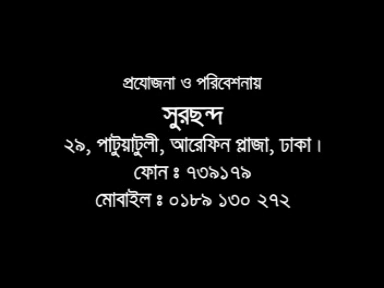 প্রযোজনা ও পরিবেশনায়
সুরছন্দ
২৯, পাটুয়াটুলী, আরেফিন প্লাজা, ঢাকা।
ফোন ঃ ৭৩৯১৭৯
মোবাইল ঃ ০১৮৯ ১৩০ ২৭২